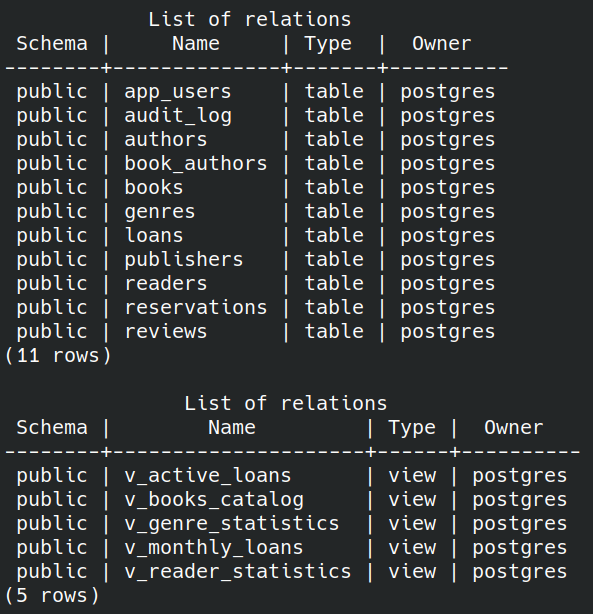 List of relations
 Schema |     Name     | Type  |  Owner
--------+--------------+-------+----------
 public | app_users    | table | postgres
 public | audit_log    | table | postgres
 public | authors      | table | postgres
 public | book_authors | table | postgres
 public | books        | table | postgres
 public | genres       | table | postgres
 public | loans        | table | postgres
 public | publishers   | table | postgres
 public | readers      | table | postgres
 public | reservations | table | postgres
 public | reviews      | table | postgres
(11 rows)

               List of relations
 Schema |        Name         | Type |  Owner
--------+---------------------+------+----------
 public | v_active_loans      | view | postgres
 public | v_books_catalog     | view | postgres
 public | v_genre_statistics  | view | postgres
 public | v_monthly_loans     | view | postgres
 public | v_reader_statistics | view | postgres
(5 rows)